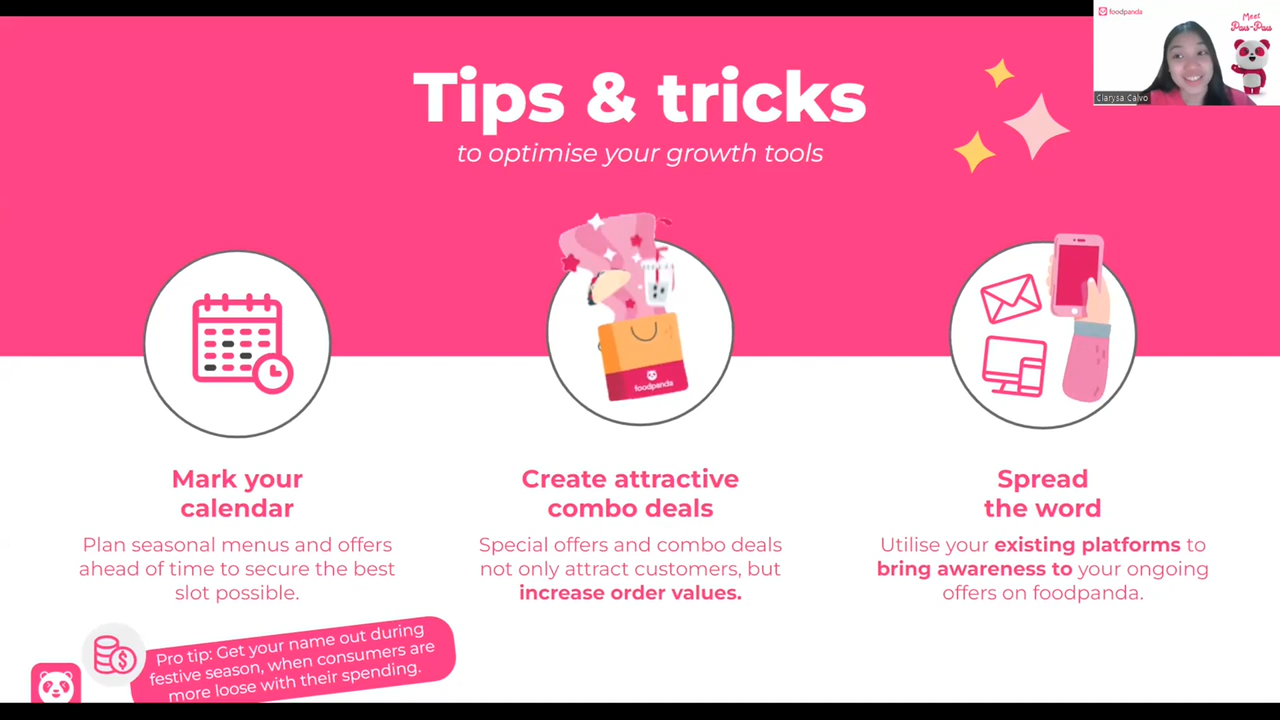 foodpanda
Meet
Pau-Pau
Clarysa Calvo
Tips & tricks
to optimise your growth tools
foodpanda
Mark your
calendar
Plan seasonal menus and offers
ahead of time to secure the best
slot possible.
Create attractive
combo deals
Special offers and combo deals
not only attract customers, but
increase order values.
Spread
the word
Utilise your existing platforms to
bring awareness to your ongoing
offers on foodpanda.
Pro tip: Get your name out during
festive season, when consumers are
more loose with their spending.